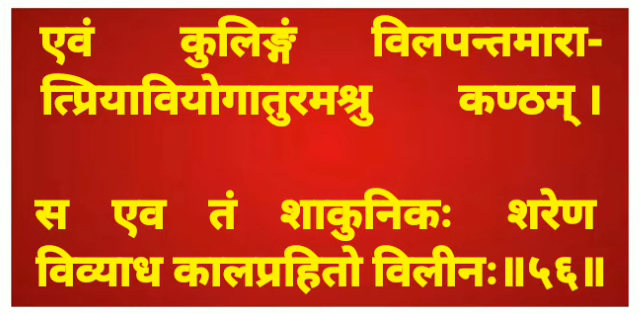 एवं कुलिङ्गं विलपन्तमारा-
त्प्रियावियोगातुरमश्रु कण्ठम् ।
स एव तं शाकुनिकः शरेण
विव्याध कालप्रहितो विलीनः॥५६॥